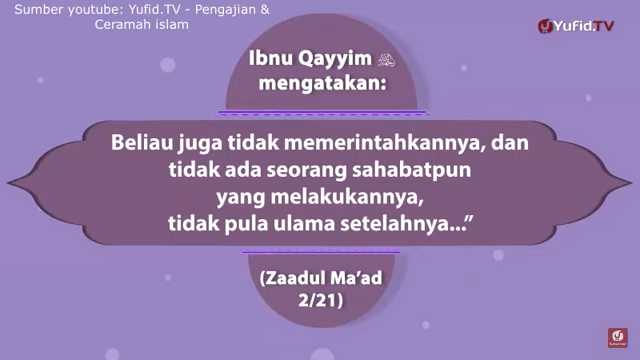 Sumber youtube: Yufid.TV - Pengajian &
Ceramah islam
YUFID.TV
Ibnu Qayyim
mengatakan:
Beliau juga tidak memerintahkannya, dan
tidak ada seorang sahabatpun
yang melakukannya,
tidak pula ulama setelahnya...”
(Zaadul Ma’ad
2/21)